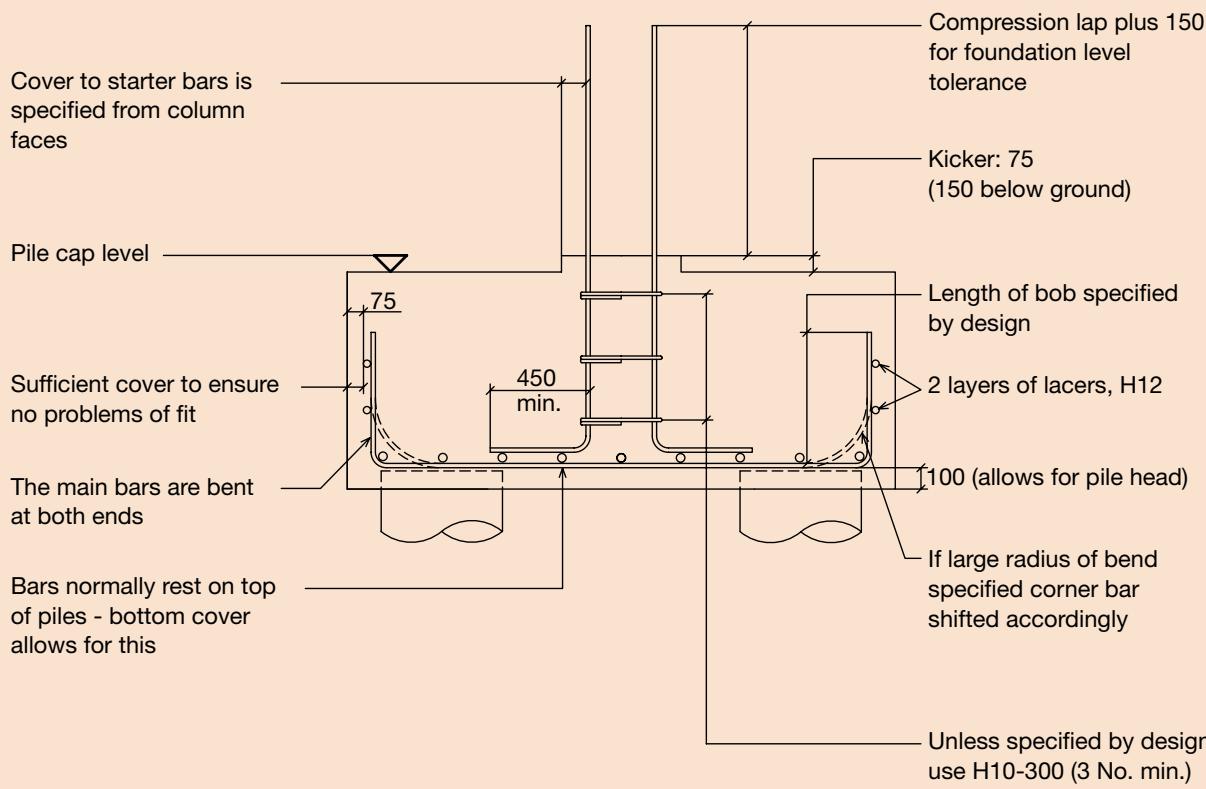 Cover to starter bars is
specified from column
faces
Pile cap level
75
Sufficient cover to ensure
no problems of fit
450
min.
The main bars are bent
at both ends
Bars normally rest on top
of piles - bottom cover
allows for this
Compression lap plus 150
for foundation level
tolerance
Kicker: 75
(150 below ground)
Length of bob specified
by design
2 layers of lacers, H12
100 (allows for pile head)
If large radius of bend
specified corner bar
shifted accordingly
Unless specified by design
use H10-300 (3 No. min.)